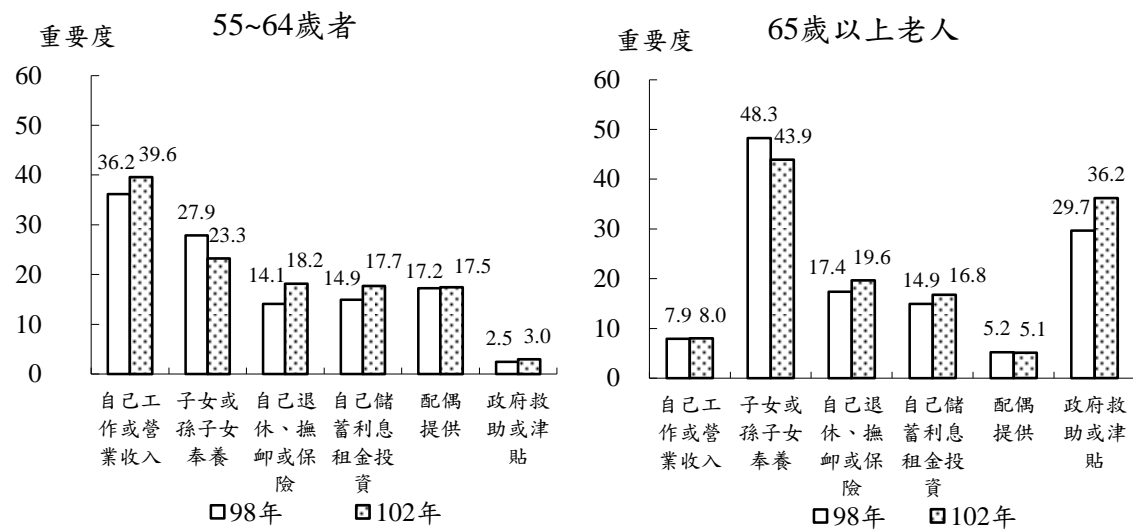 55~64歲者
重要度
60
50
40
30
20
10
0
36.2
39.6
27.9
23.3
14.1
18.2
14.9
17.7
17.2
17.5
2.5
3.0
自己工
作或營
業收入
子女或
孫子女
奉養
自己退
休、撫
卹或保
險
自己儲
蓄利息
租金投
資
配偶
提供
政府救
助或津
貼
98年
102年
65歲以上老人
重要度
60
50
40
30
20
10
0
7.9
8.0
48.3
43.9
17.4
19.6
14.9
16.8
5.2
5.1
29.7
36.2
自己工
作或營
業收入
子女或
孫子女
奉養
自己退
休、撫
卹或保
險
自己儲
蓄利息
租金投
資
配偶
提供
政府救
助或津
貼
98年
102年